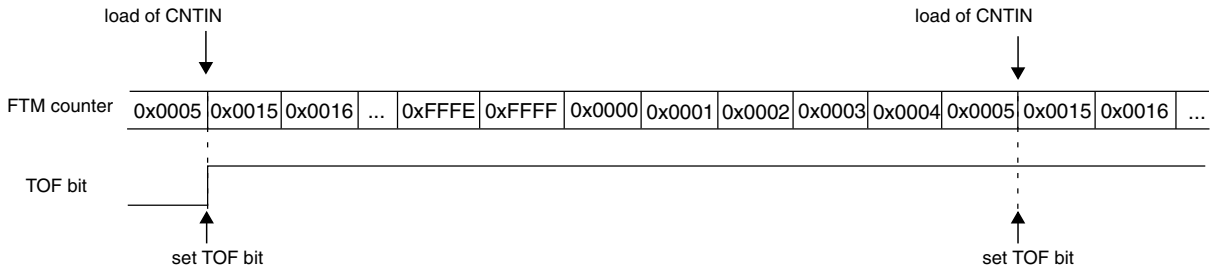 load of CNTIN load of CNTIN
FTM counter 0x0005 0x0015 0x0016 ... 0xFFFE 0xFFFF 0x0000 0x0001 0x0002 0x0003 0x0004 0x0005 0x0015 0x0016 ...
TOF bit
set TOF bit set TOF bit